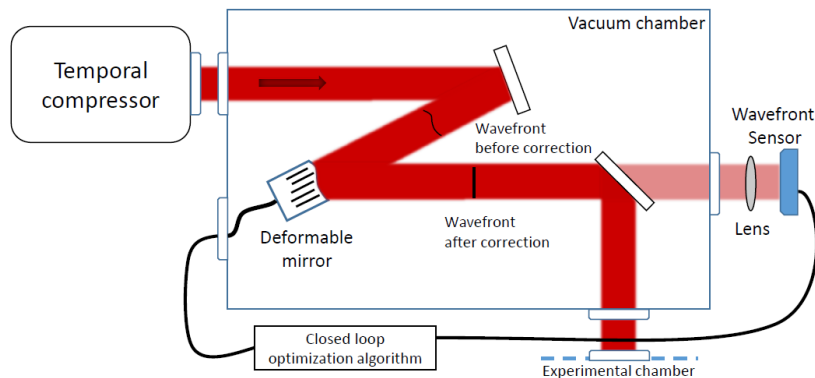 Vacuum chamber
Temporal
compressor
Wavefront
before correction
Wavefront
Sensor
Wavefront
after correction
Lens
Deformable
mirror
Closed loop
optimization algorithm
Experimental chamber